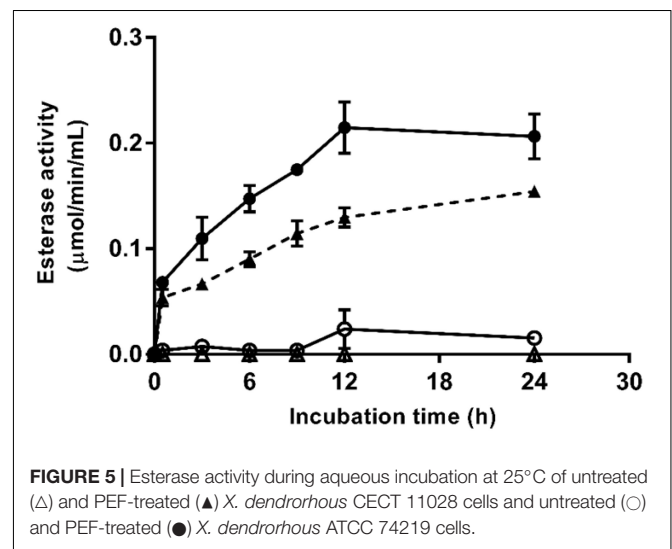 0.3
0.2
0.1
0.0
Esterase activity
(µmol/min/mL)
0
6
12
18
24
30
Incubation time (h)
FIGURE 5 | Esterase activity during aqueous incubation at 25°C of untreated
(△) and PEF-treated (▲) X. dendrorhous CECT 11028 cells and untreated (○)
and PEF-treated (●) X. dendrorhous ATCC 74219 cells.